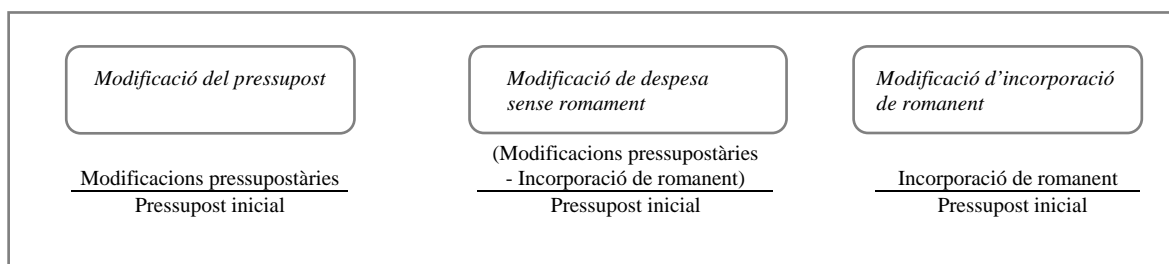 Modificació del pressupost
Modificació de despesa
sense romament
Modificació d'incorporació
de romanent
Modificacions pressupostàries
Pressupost inicial
(Modificacions pressupostàries
- Incorporació de romanent)
Pressupost inicial
Incorporació de romanent
Pressupost inicial